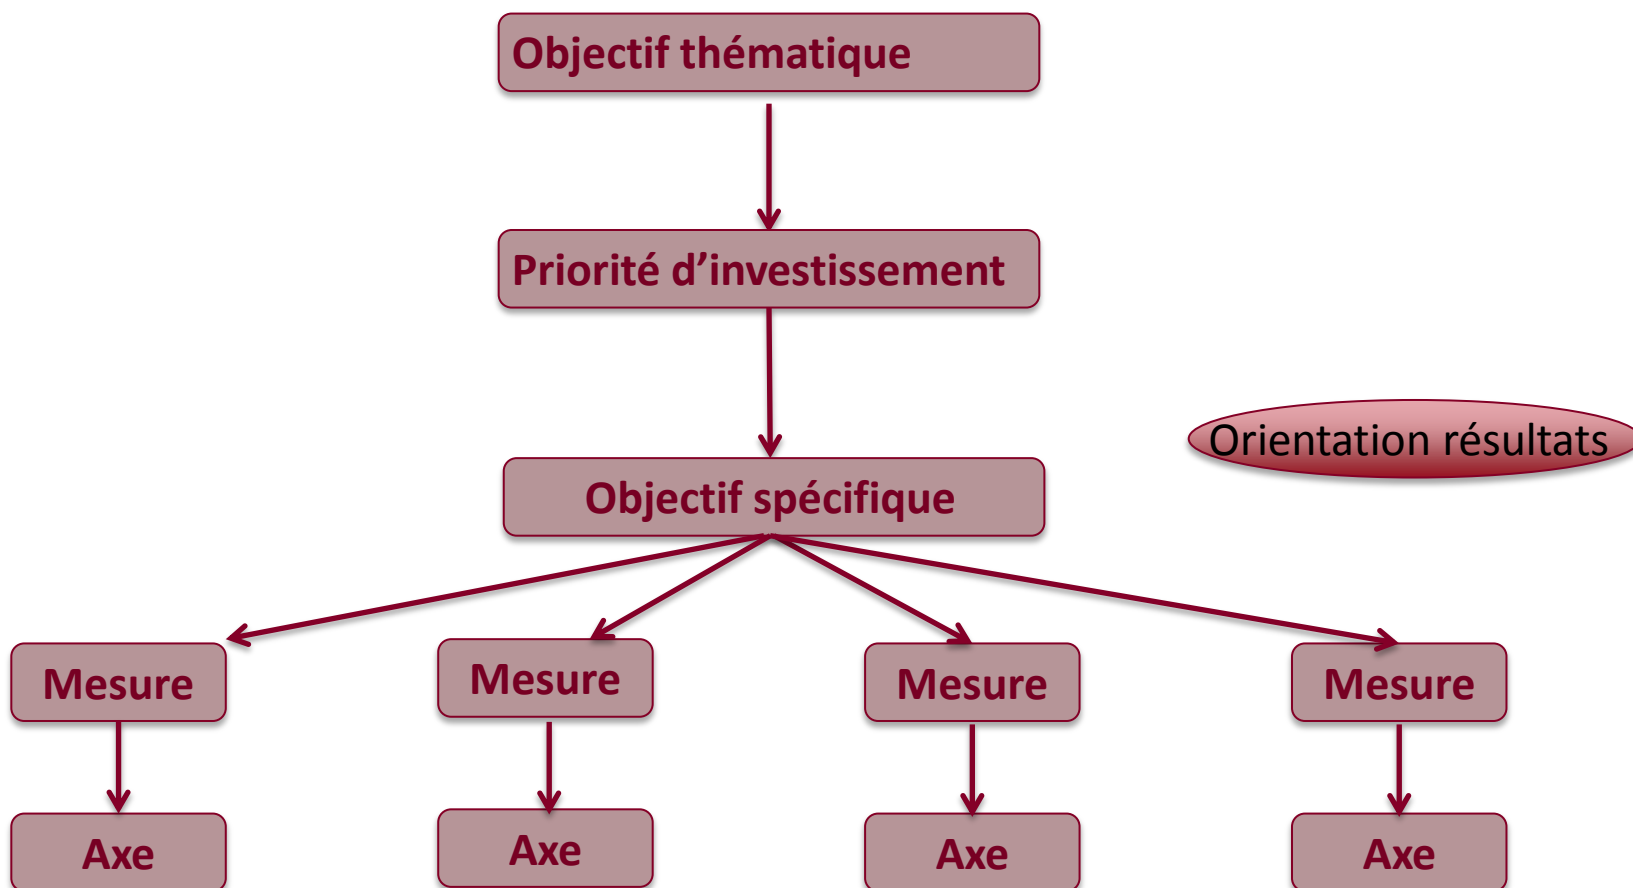 Objectif thématique
Priorité d’investissement
Orientation résultats
Objectif spécifique
Mesure
Mesure
Mesure
Mesure
Axe
Axe
Axe
Axe